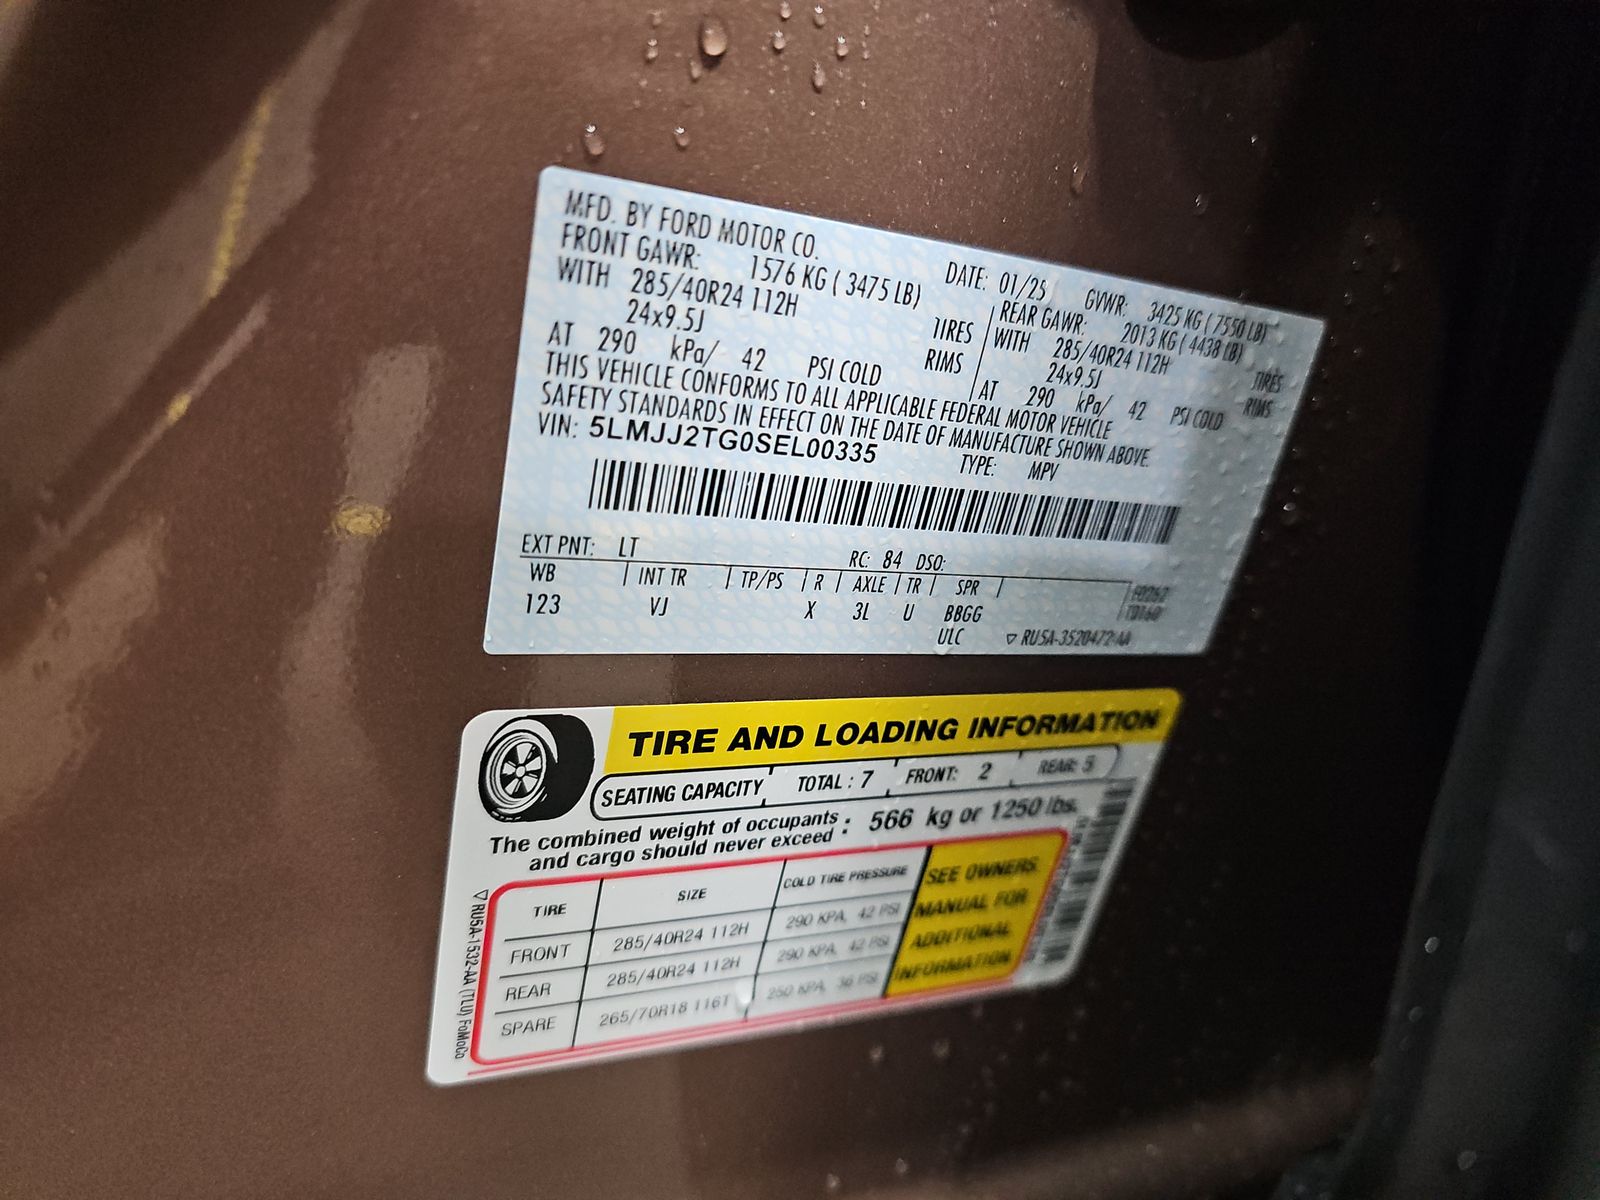 MFD. BY FORD MOTOR CO.
DATE: 01/25 GVWR: 3425 KG ( 7550 LB)
FRONT GAWR: 1576 KG ( 3475 LB) REAR GAWR: 2013 KG ( 4438 LB)
WITH 285/40R24 112H TIRES WITH 285/40R24 112H TIRES
24x9.5J RIMS 24x9.5J RIMS
AT 290 kPa/ 42 PSI COLD AT 290 kPa/ 42 PSI COLD
THIS VEHICLE CONFORMS TO ALL APPLICABLE FEDERAL MOTOR VEHICLE
SAFETY STANDARDS IN EFFECT ON THE DATE OF MANUFACTURE SHOWN ABOVE.
VIN: 5LMJJ2TG0SEL00335 TYPE: MPV
EXT PNT: LT RC: 84 DSO:
WB INT TR TP/PS R AXLE TR SPR
123 VJ X 3L U BBGG
ULC RU5A-3520472-AA
TIRE AND LOADING INFORMATION
SEATING CAPACITY TOTAL : 7 FRONT: 2 REAR: 5
The combined weight of occupants
and cargo should never exceed : 566 kg or 1250 lbs.
TIRE SIZE COLD TIRE PRESSURE
FRONT 285/40R24 112H 290 KPA, 42 PSI
REAR 285/40R24 112H 290 KPA, 42 PSI
SPARE 265/70R18 116T 250 KPA, 36 PSI
SEE OWNERS
MANUAL FOR
ADDITIONAL
INFORMATION
RU5A-1532-AA (TLU) FoMoCo